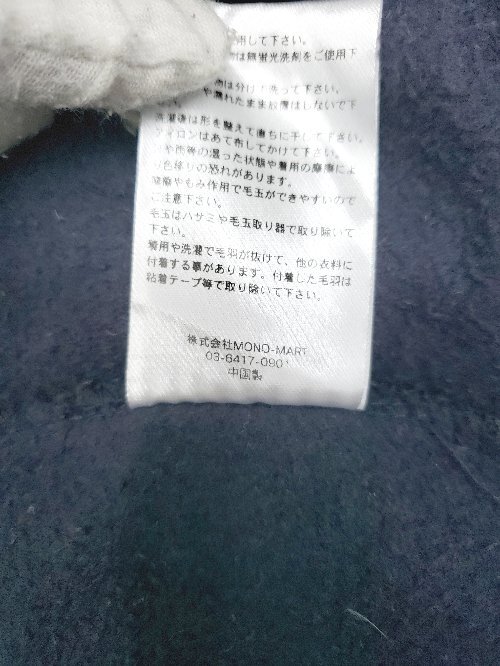 用して下さい。
物は無蛍光洗剤をご使用下
物は分けて洗って下さい。
や濡れたまま放置はしないで下
洗濯後は形を整えて直ちに干して下さい。
アイロンはあて布してかけて下さい。
や雨等の湿った状態や着用の摩擦によ
り色移りの恐れがあります。
摩擦やもみ作用で毛玉ができやすいので
ご注意下さい。
毛玉はハサミや毛玉取り器で取り除いて
下さい。
着用や洗濯で毛羽が抜けて、他の衣料に
付着する事があります。付着した毛羽は
粘着テープ等で取り除いて下さい。
株式会社MONO-MART
03-6417-0901
中国製